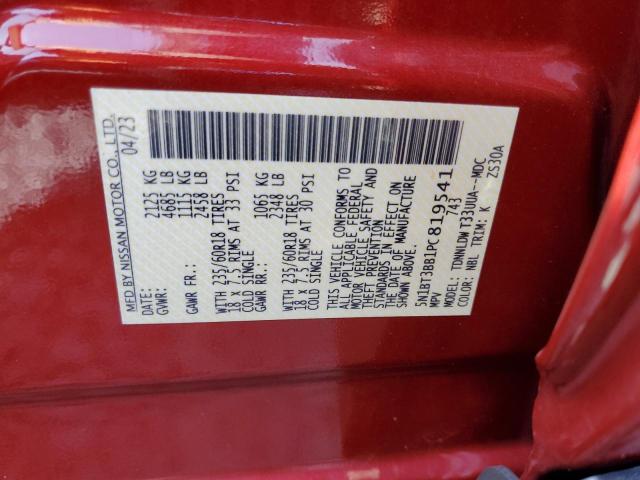 MFD BY NISSAN MOTOR CO., LTD.
DATE: 04/23
GVWR: 2125 KG
4685 LB
GAWR FR.: 1115 KG
2458 LB
WITH 235/60R18 TIRES
18 x 7.5 RIMS AT 33 PSI
COLD SINGLE
GAWR RR.: 1065 KG
2348 LB
WITH 235/60R18 TIRES
18 x 7.5 RIMS AT 30 PSI
COLD SINGLE
THIS VEHICLE CONFORMS TO
ALL APPLICABLE FEDERAL
MOTOR VEHICLE SAFETY AND
THEFT PREVENTION
STANDARDS IN EFFECT ON
THE DATE OF MANUFACTURE
SHOWN ABOVE.
5N1BT3BB1PC819541
MPV 743
MODEL: TDNNLDW T33UUA--MDC
COLOR: NBL TRIM: K ZS30A